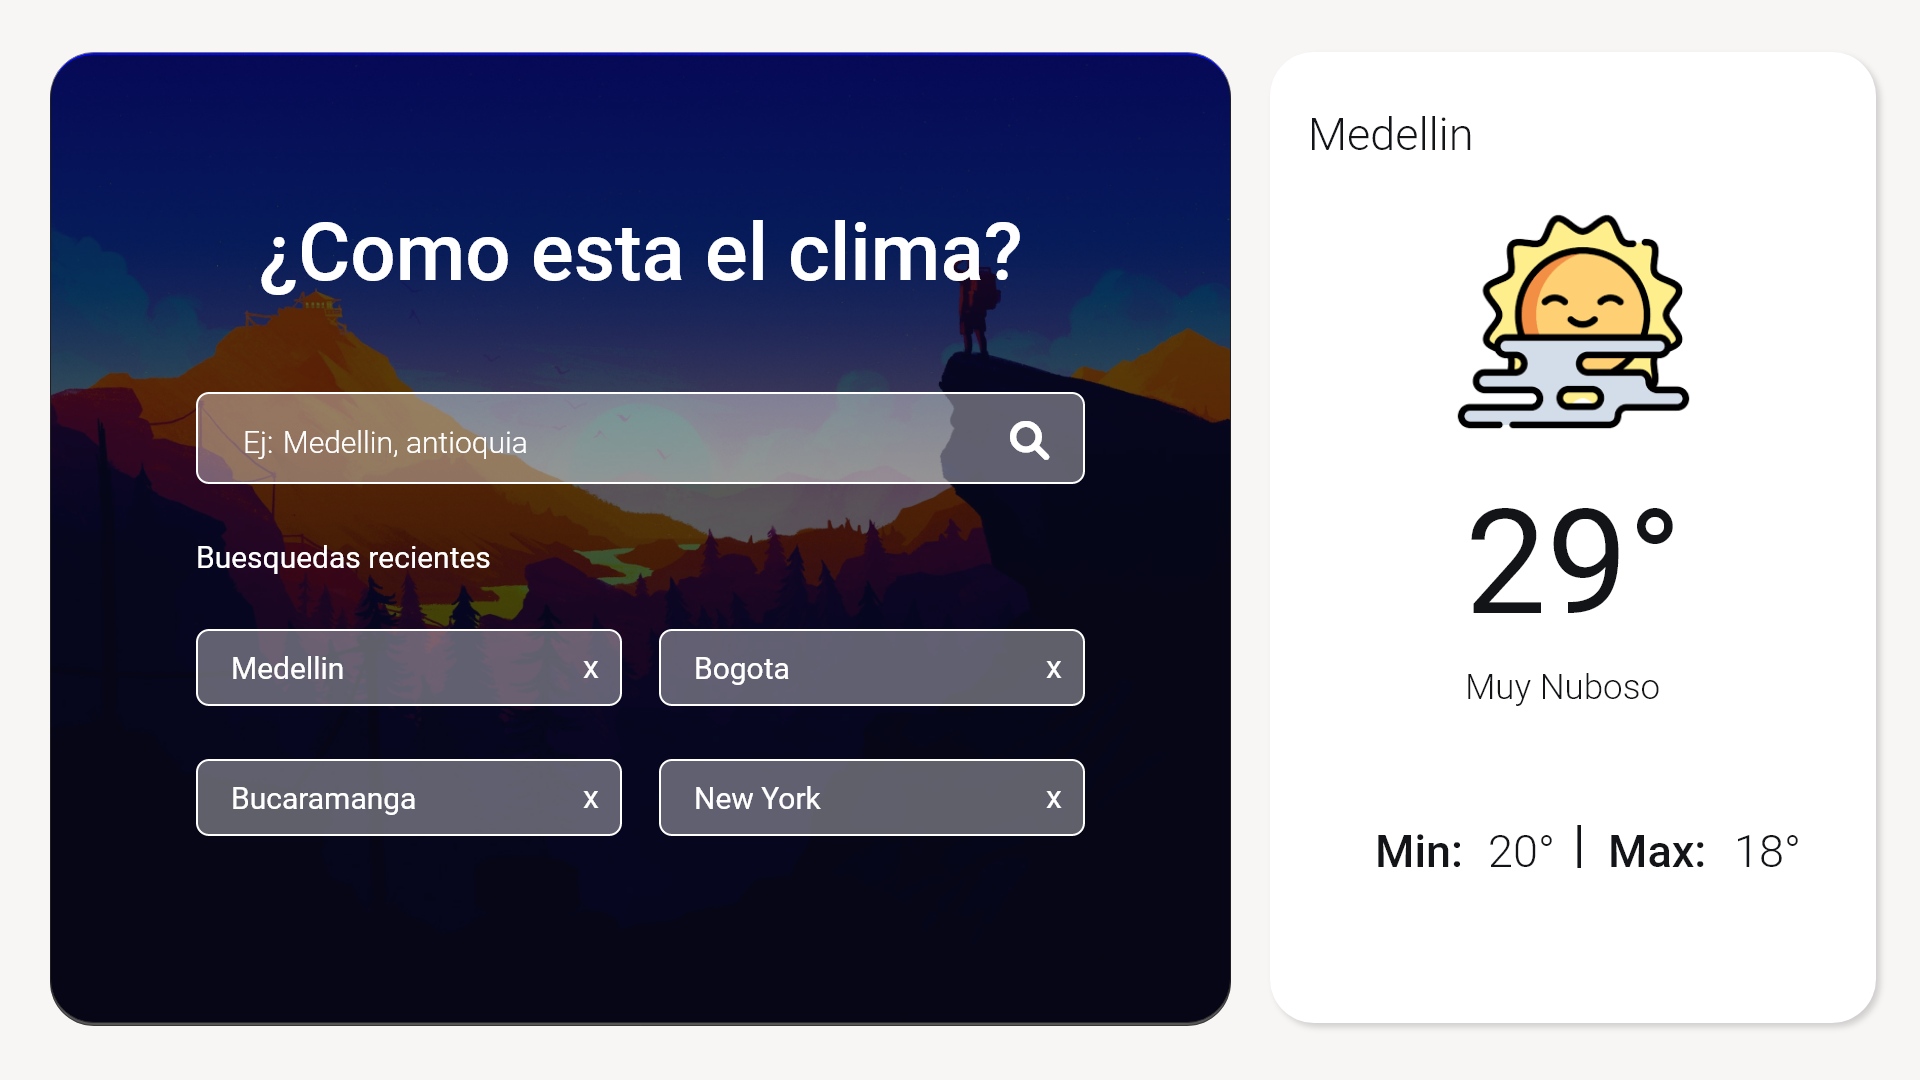 ¿Como esta el clima?
Ej: Medellin, antioquia
Buesquedas recientes
Medellin x
Bogota x
Bucaramanga x
New York x
Medellin
29°
Muy Nuboso
Min: 20° | Max: 18°